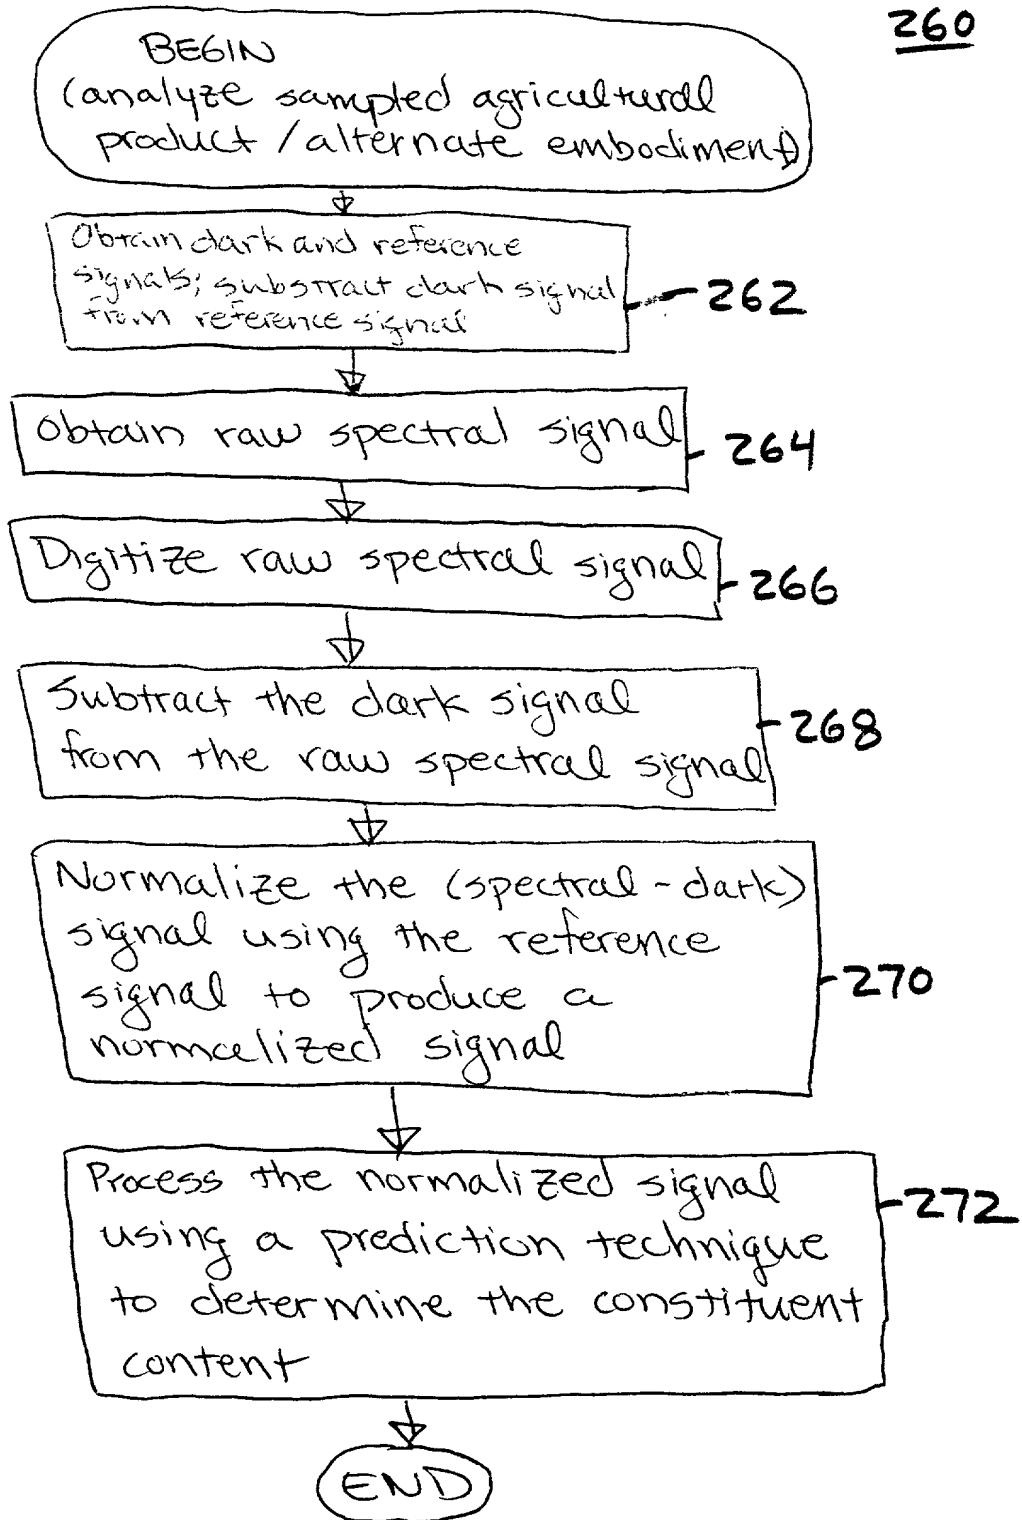 260
BEGIN
(analyze sampled agricultural
product / alternate embodiment)
Obtain dark and reference
signals; substract dark signal
from reference signal
262
Obtain raw spectral signal
264
Digitize raw spectral signal
266
Subtract the dark signal
from the raw spectral signal
268
Normalize the (spectral - dark)
signal using the reference
signal to produce a
normalized signal
270
Process the normalized signal
using a prediction technique
to determine the constituent
content
272
END